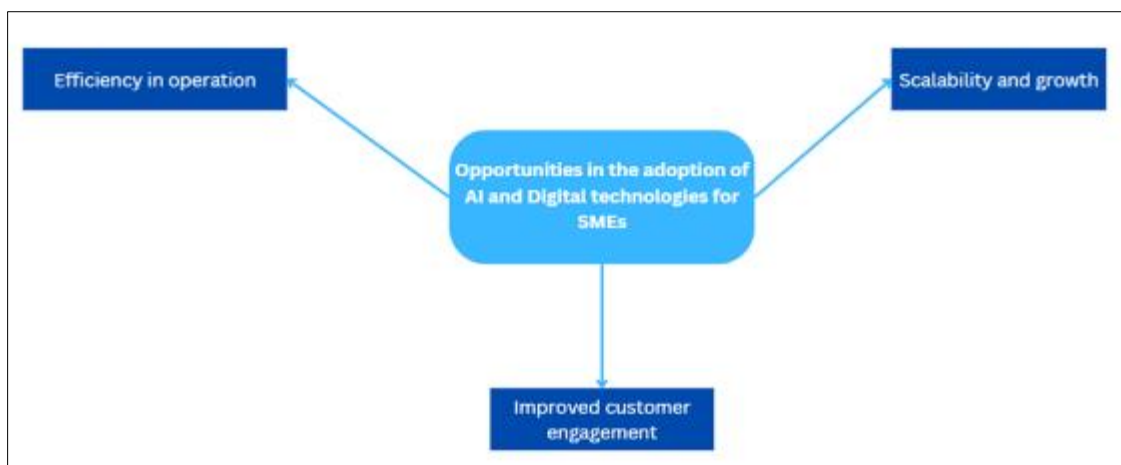 Efficiency in operation
Scalability and growth
Opportunities in the adoption of
AI and Digital technologies for
SMEs
Improved customer
engagement